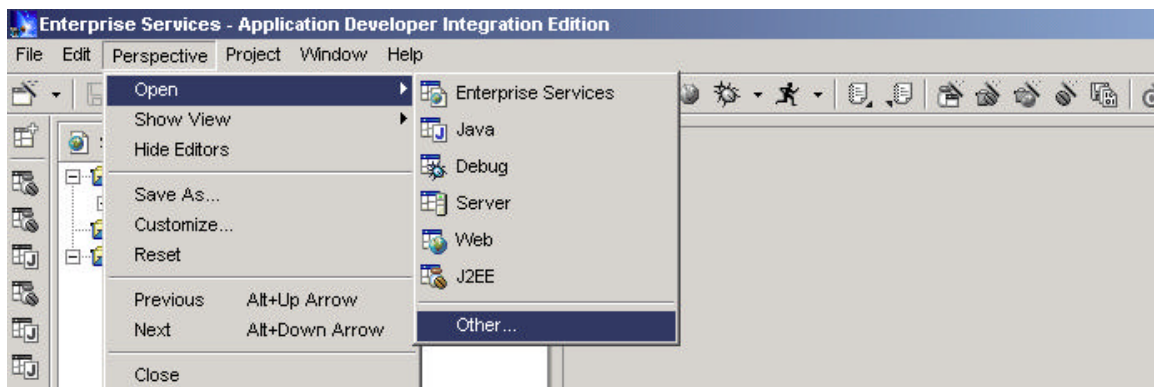 Enterprise Services - Application Developer Integration Edition
File Edit Perspective Project Window Help
Open
Show View
Hide Editors
Save As...
Customize...
Reset
Previous Alt+Up Arrow
Next Alt+Down Arrow
Close
Enterprise Services
Java
Debug
Server
Web
J2EE
Other...